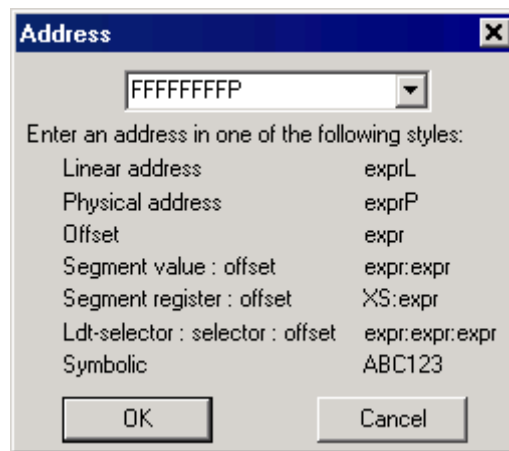 Address
FFFFFFFFP
Enter an address in one of the following styles:
Linear address exprL
Physical address exprP
Offset expr
Segment value : offset expr:expr
Segment register : offset XS:expr
Ldt-selector : selector : offset expr:expr:expr
Symbolic ABC123
OK Cancel